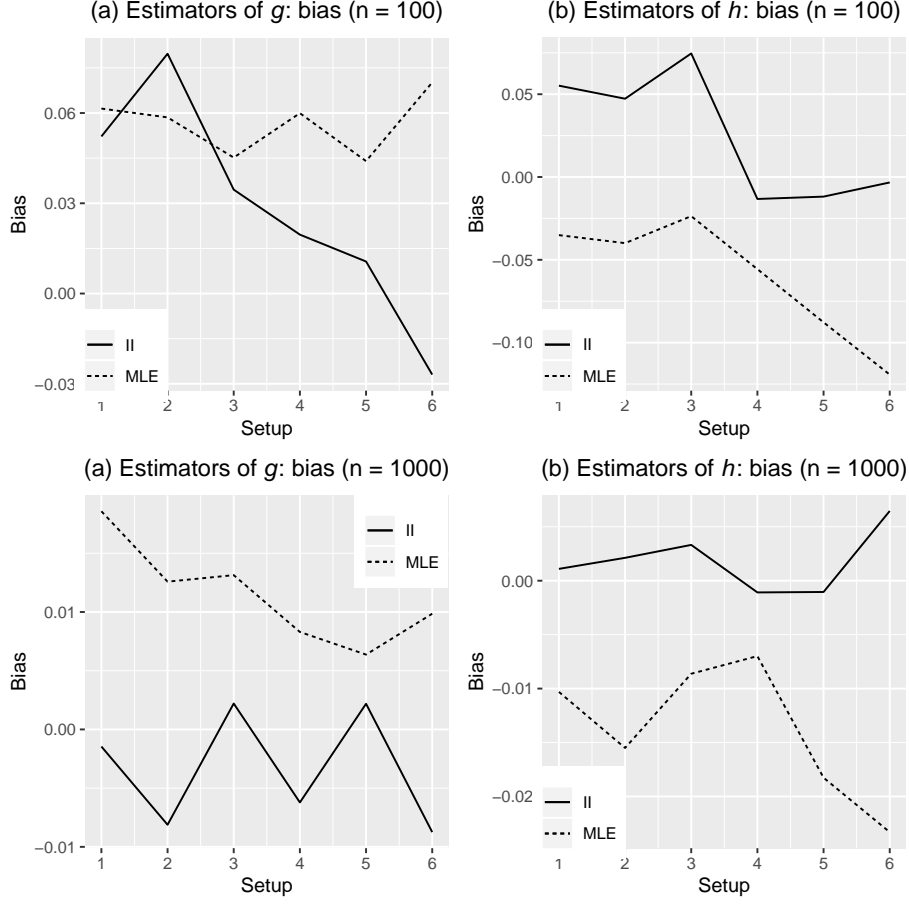 (a) Estimators of g: bias (n = 100)
Bias
0.06
0.03
0.00
−0.03
II
MLE
1 2 3 4 5 6
Setup
(b) Estimators of h: bias (n = 100)
Bias
0.05
0.00
−0.05
−0.10
II
MLE
1 2 3 4 5 6
Setup
(a) Estimators of g: bias (n = 1000)
Bias
0.01
0.00
−0.01
II
MLE
1 2 3 4 5 6
Setup
(b) Estimators of h: bias (n = 1000)
Bias
0.00
−0.01
−0.02
II
MLE
1 2 3 4 5 6
Setup